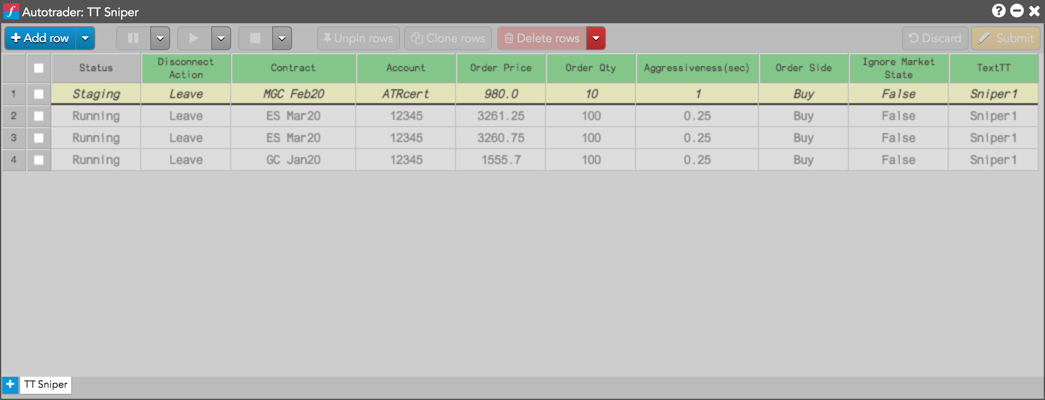 Autotrader: TT Sniper
Add row Unpin rows Clone rows Delete rows Discard Submit
Status Disconnect Action Contract Account Order Price Order Qty Aggressiveness(sec) Order Side Ignore Market State TextTT
1 Staging Leave MGC Feb20 ATRcert 980.0 10 1 Buy False Sniper1
2 Running Leave ES Mar20 12345 3261.25 100 0.25 Buy False Sniper1
3 Running Leave ES Mar20 12345 3260.75 100 0.25 Buy False Sniper1
4 Running Leave GC Jan20 12345 1555.7 100 0.25 Buy False Sniper1
TT Sniper